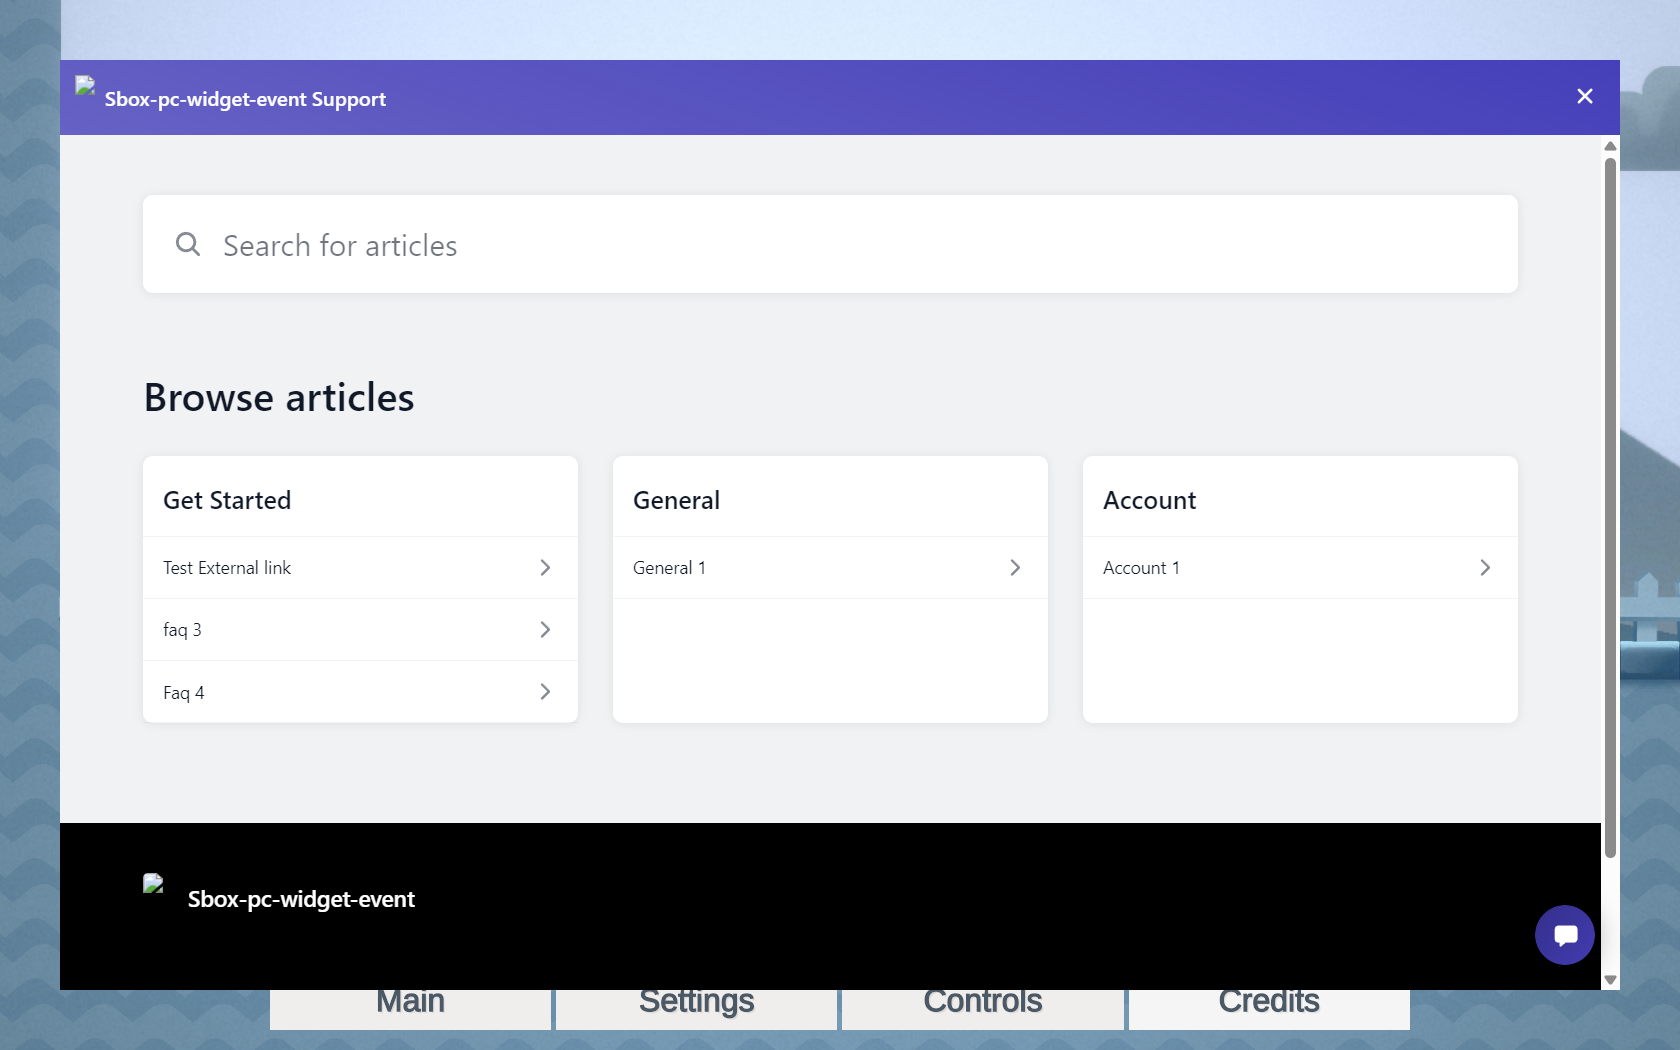 Sbox-pc-widget-event Support
Search for articles
Browse articles
Get Started
Test External link
faq 3
Faq 4
General
General 1
Account
Account 1
Sbox-pc-widget-event
Main
Settings
Controls
Credits